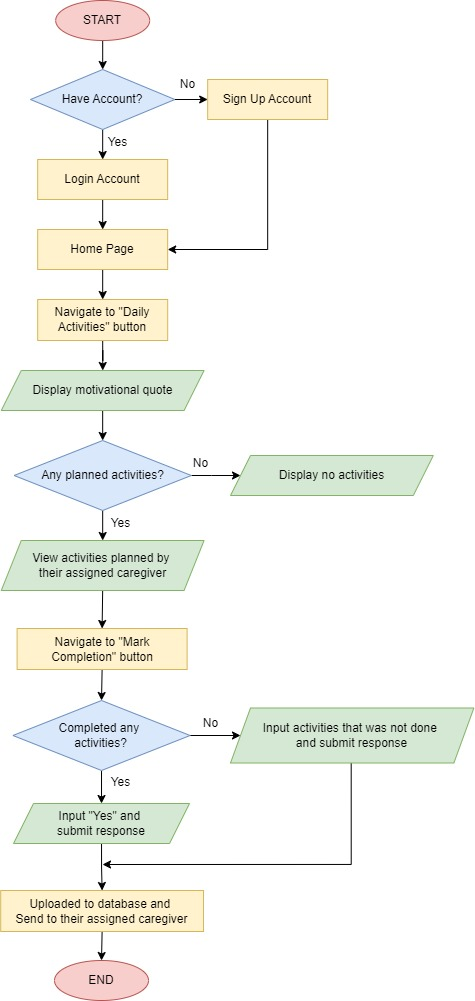 START
Have Account?
No
Sign Up Account
Yes
Login Account
Home Page
Navigate to "Daily
Activities" button
Display motivational quote
Any planned activities?
No
Display no activities
Yes
View activities planned by
their assigned caregiver
Navigate to "Mark
Completion" button
Completed any
activities?
No
Input activities that was not done
and submit response
Yes
Input "Yes" and
submit response
Uploaded to database and
Send to their assigned caregiver
END